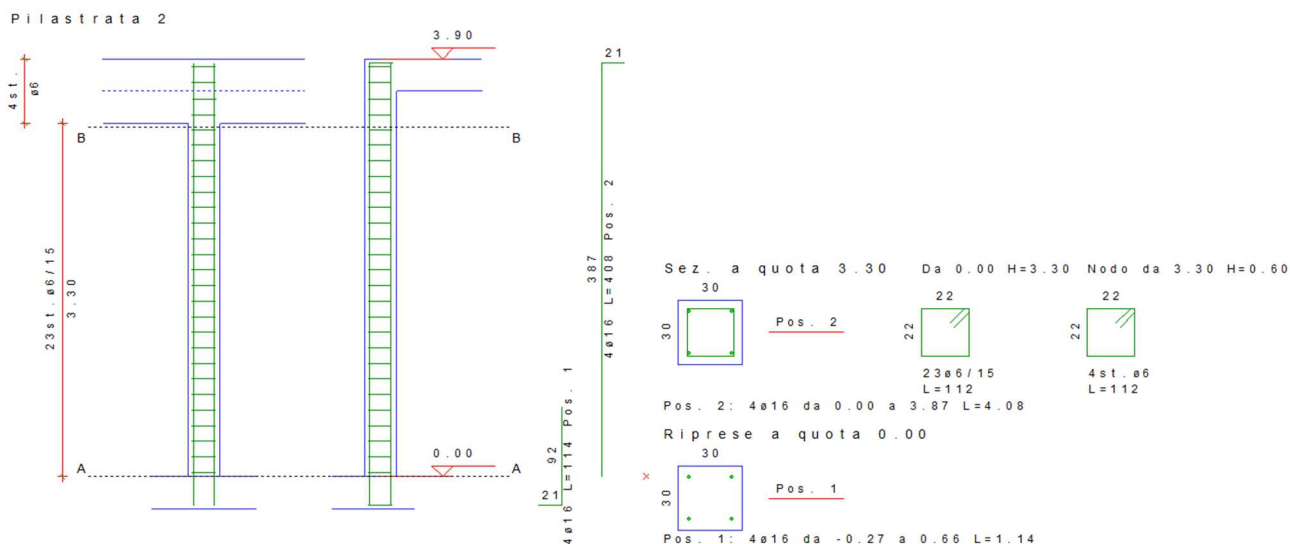 Pilastrata 2
3.90
21
4st.
ø6
B
B
23st.ø6/15
3.30
387
4ø16 L=408 Pos. 2
A
0.00
A
92
21
4ø16 L=114 Pos. 1
Sez. a quota 3.30
30
30
Pos. 2
Da 0.00 H=3.30
22
22
23ø6/15
L=112
Nodo da 3.30 H=0.60
22
22
4st.ø6
L=112
Pos. 2: 4ø16 da 0.00 a 3.87 L=4.08
Riprese a quota 0.00
30
30
Pos. 1
Pos. 1: 4ø16 da -0.27 a 0.66 L=1.14